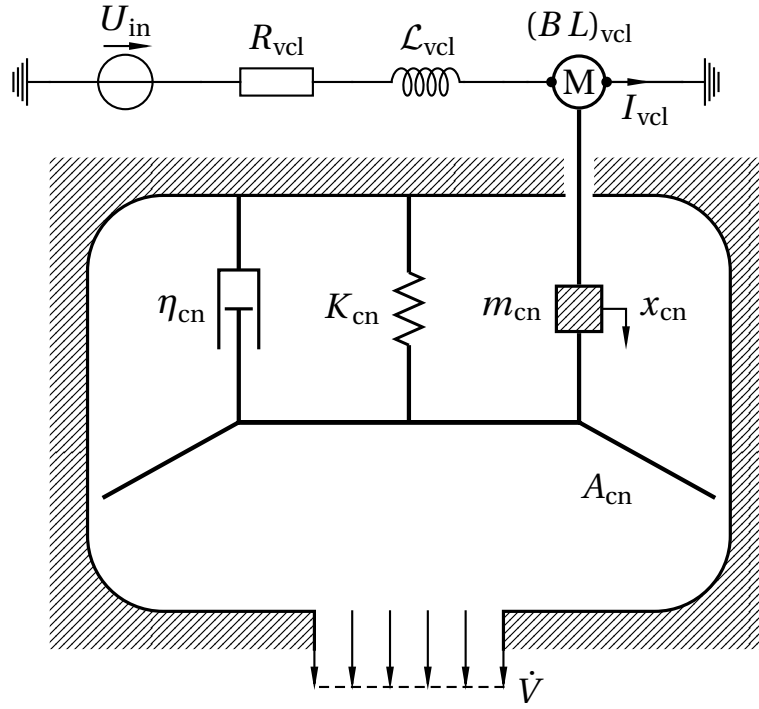 U_in
R_vcl
ℒ_vcl
(B L)_vcl
M
I_vcl
η_cn
K_cn
m_cn
x_cn
A_cn
V̇